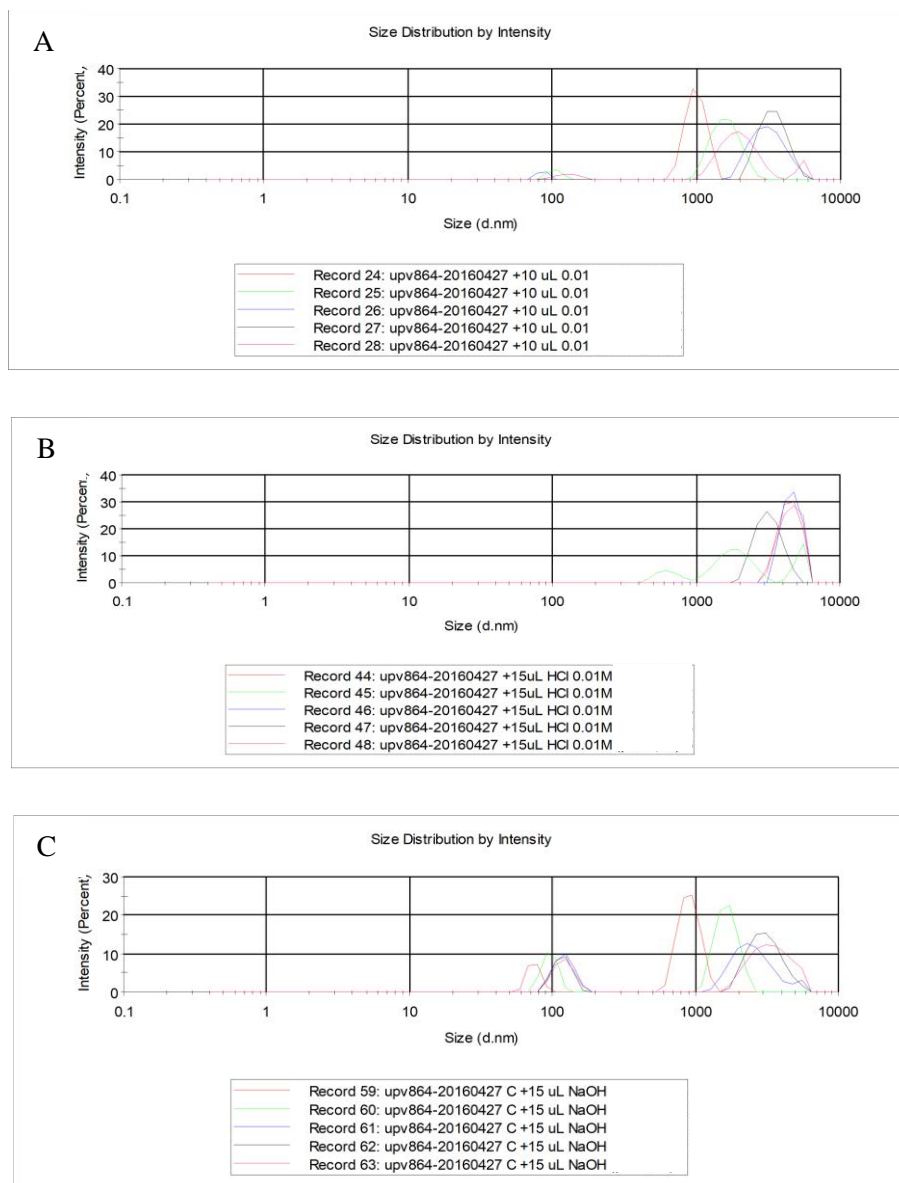 A
Size Distribution by Intensity
Intensity (Percent,
40
30
20
10
0
0.1 1 10 100 1000 10000
Size (d.nm)
Record 24: upv864-20160427 +10 uL 0.01
Record 25: upv864-20160427 +10 uL 0.01
Record 26: upv864-20160427 +10 uL 0.01
Record 27: upv864-20160427 +10 uL 0.01
Record 28: upv864-20160427 +10 uL 0.01
B
Size Distribution by Intensity
Intensity (Percen.,
40
30
20
10
0
0.1 1 10 100 1000 10000
Size (d.nm)
Record 44: upv864-20160427 +15uL HCl 0.01M
Record 45: upv864-20160427 +15uL HCl 0.01M
Record 46: upv864-20160427 +15uL HCl 0.01M
Record 47: upv864-20160427 +15uL HCl 0.01M
Record 48: upv864-20160427 +15uL HCl 0.01M
C
Size Distribution by Intensity
Intensity (Percent,
30
20
10
0
0.1 1 10 100 1000 10000
Size (d.nm)
Record 59: upv864-20160427 C +15 uL NaOH
Record 60: upv864-20160427 C +15 uL NaOH
Record 61: upv864-20160427 C +15 uL NaOH
Record 62: upv864-20160427 C +15 uL NaOH
Record 63: upv864-20160427 C +15 uL NaOH